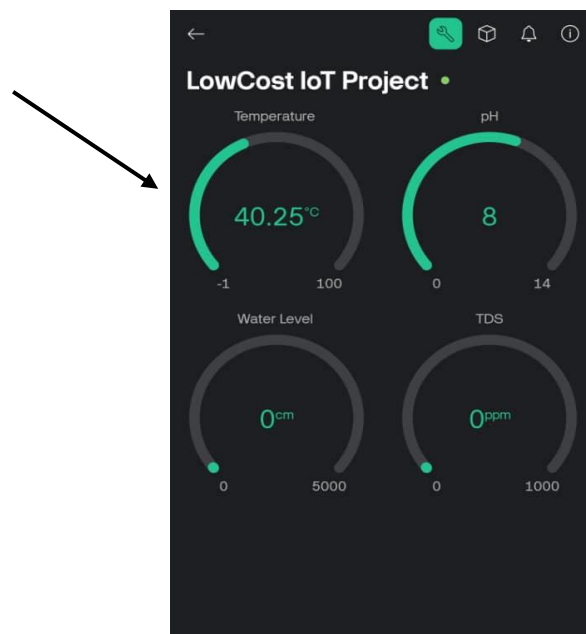 LowCost IoT Project
Temperature
pH
40.25°C
8
-1 100
0 14
Water Level
TDS
0cm
0ppm
0 5000
0 1000